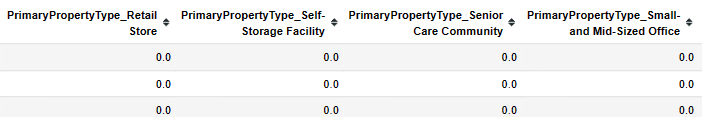 PrimaryPropertyType_Retail PrimaryPropertyType_Self- PrimaryPropertyType_Senior PrimaryPropertyType_Small-
Store Storage Facility Care Community and Mid-Sized Office
0.0 0.0 0.0 0.0
0.0 0.0 0.0 0.0
0.0 0.0 0.0 0.0